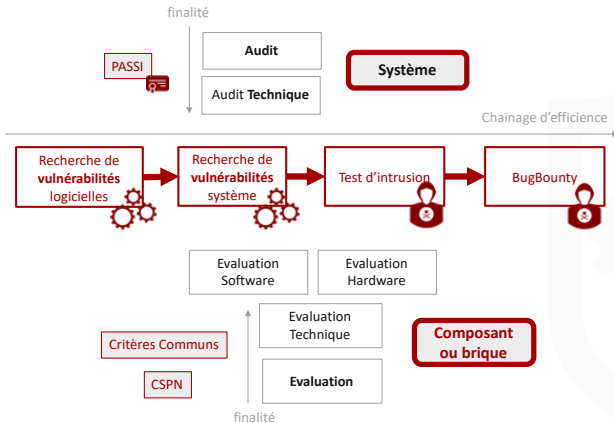 finalité
Audit
PASSI
Système
Audit Technique
Chainage d'efficience
Recherche de
vulnérabilités
logicielles
Recherche de
vulnérabilités
système
Test d'intrusion
BugBounty
Evaluation
Software
Evaluation
Hardware
Evaluation
Technique
Critères Communs
Composant
ou brique
CSPN
Evaluation
finalité